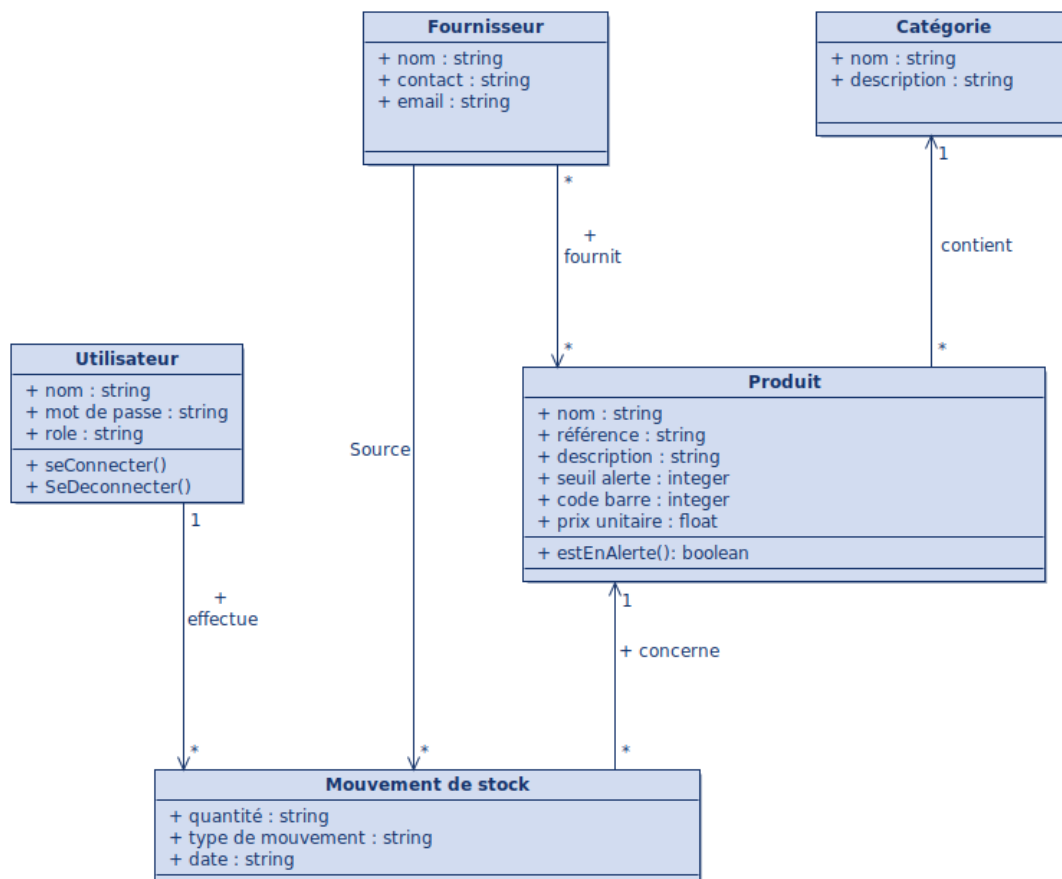 Fournisseur
+ nom : string
+ contact : string
+ email : string
Catégorie
+ nom : string
+ description : string
*
+
fournit
*
1
contient
*
Source
*
Utilisateur
+ nom : string
+ mot de passe : string
+ role : string
+ seConnecter()
+ SeDeconnecter()
1
+
effectue
*
Produit
+ nom : string
+ référence : string
+ description : string
+ seuil alerte : integer
+ code barre : integer
+ prix unitaire : float
+ estEnAlerte(): boolean
1
+ concerne
*
Mouvement de stock
+ quantité : string
+ type de mouvement : string
+ date : string